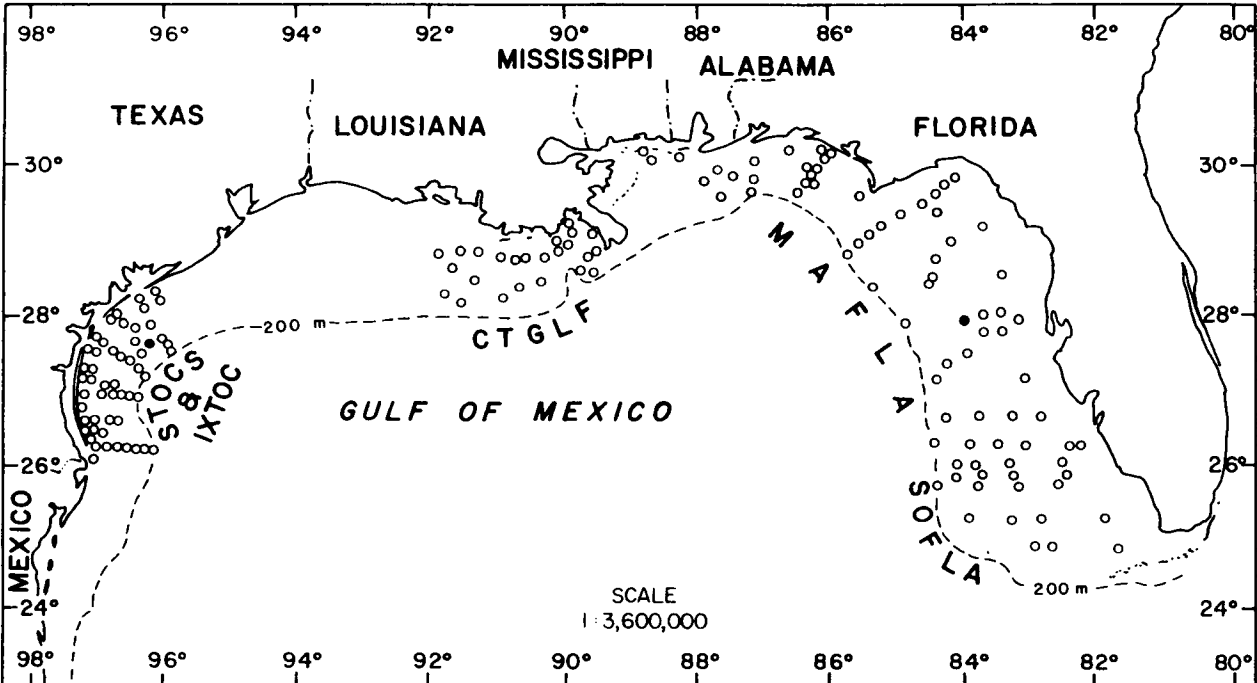 98° 96° 94° 92° 90° 88° 86° 84° 82° 80°
MISSISSIPPI
ALABAMA
TEXAS
LOUISIANA
FLORIDA
30° 30°
MAFLA
28° 28°
200 m
CTGLF
STOCS
&
IXTOC
GULF OF MEXICO
26° 26°
SOFLA
MEXICO
200 m
SCALE
1:3,600,000
24° 24°
98° 96° 94° 92° 90° 88° 86° 84° 82° 80°